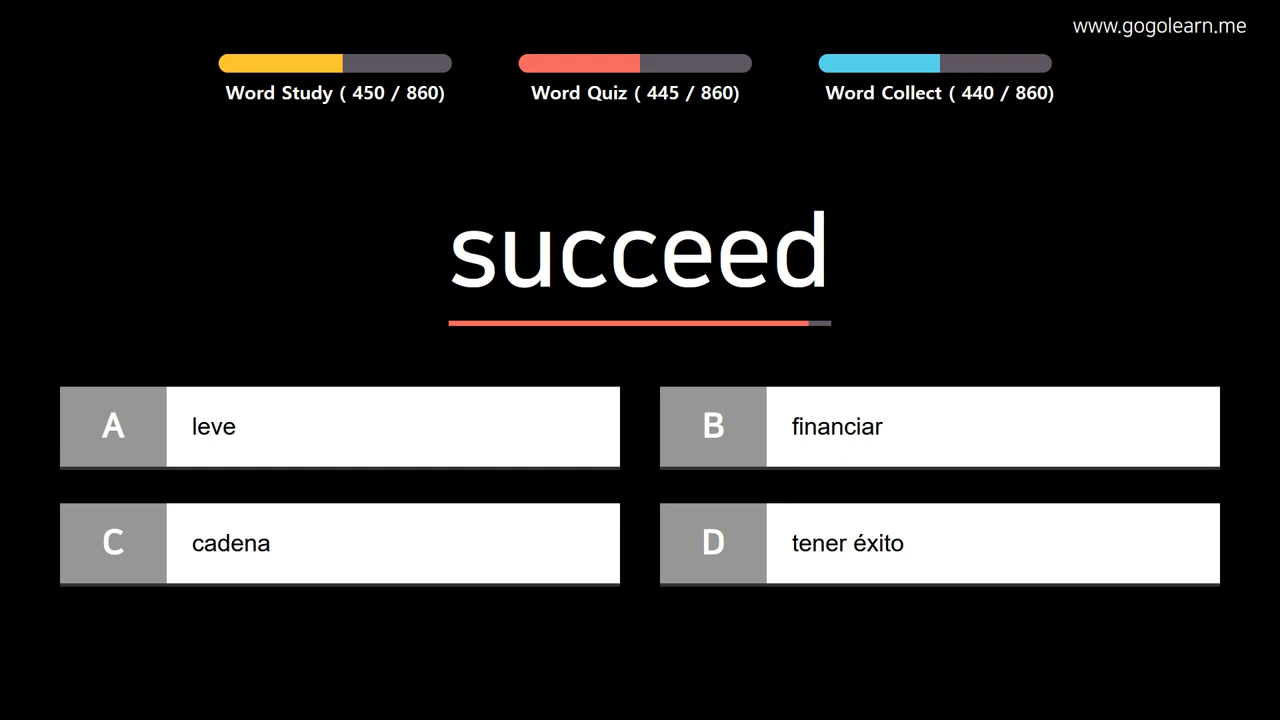 www.gogolearn.me
Word Study ( 450 / 860)
Word Quiz ( 445 / 860)
Word Collect ( 440 / 860)
succeed
A leve
B financiar
C cadena
D tener éxito